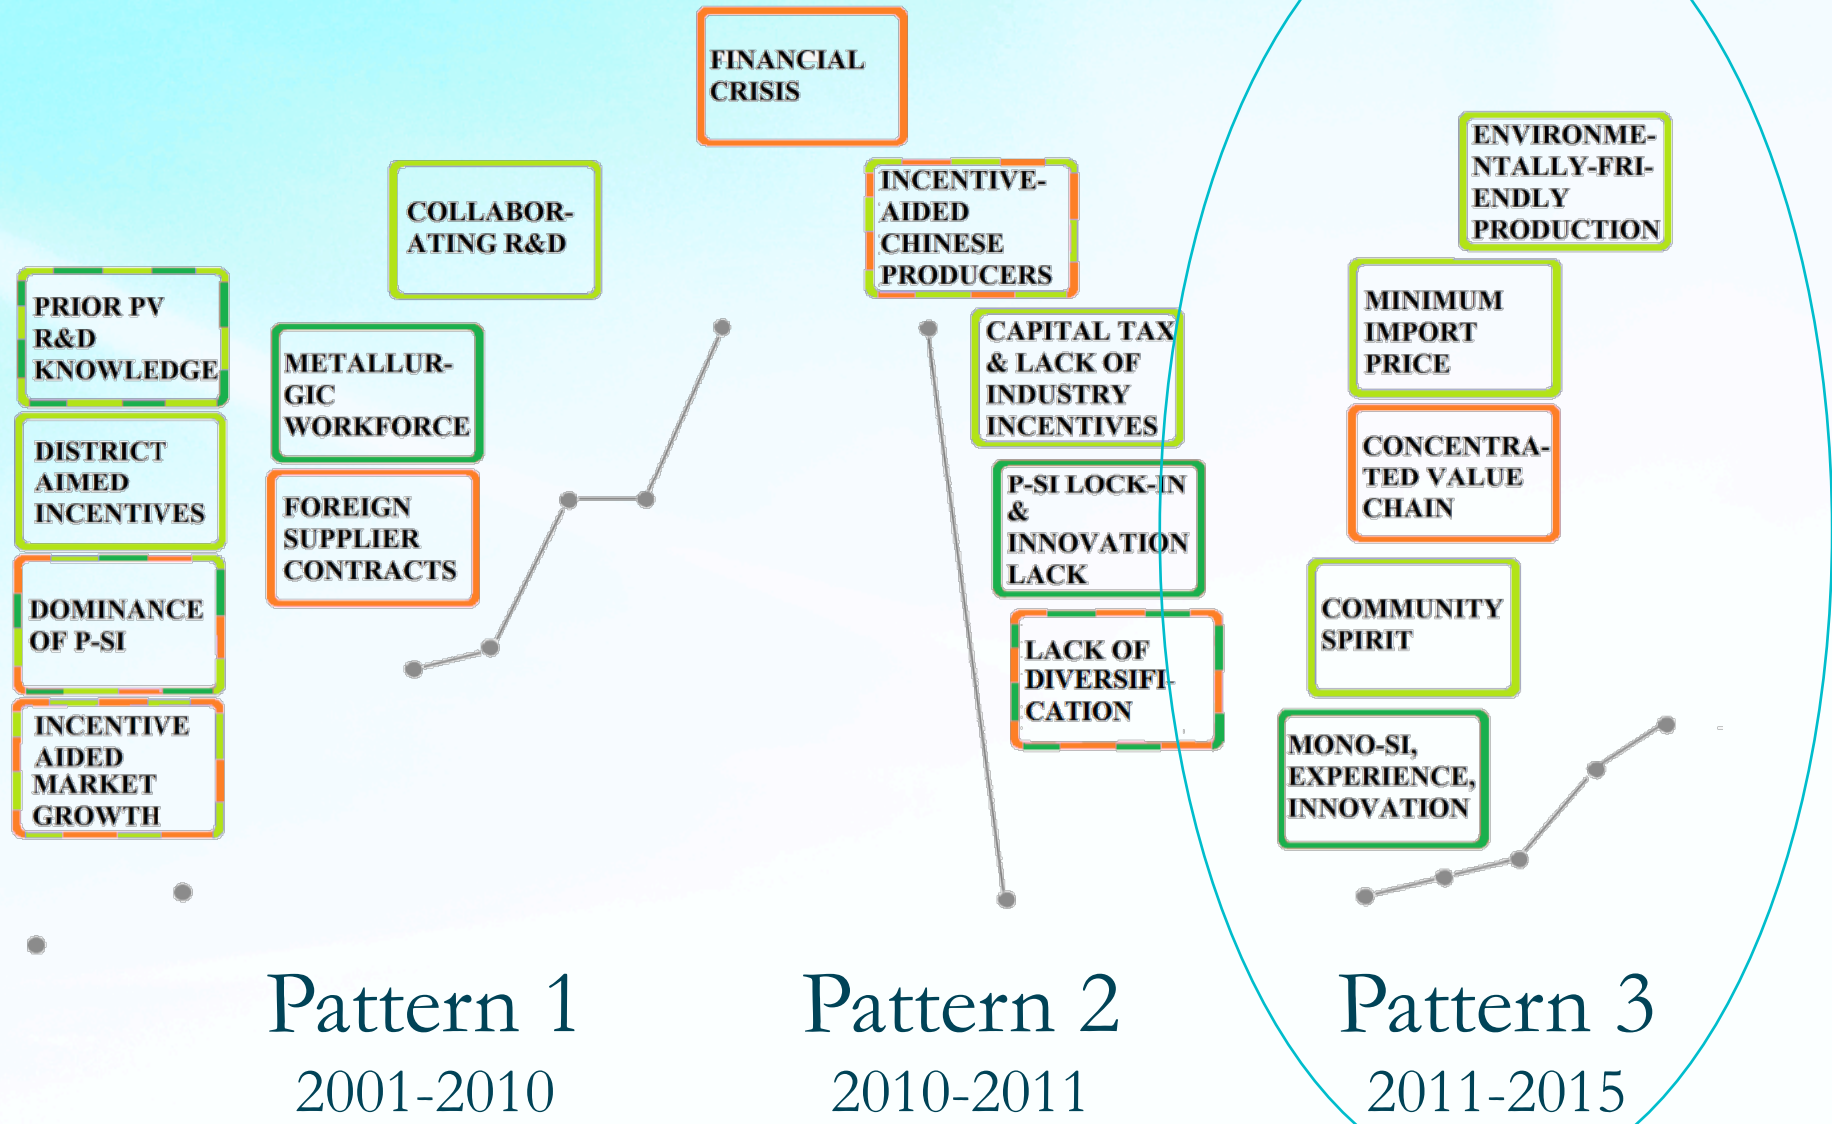 FINANCIAL
CRISIS
COLLABOR-
ATING R&D
INCENTIVE-
AIDED
CHINESE
PRODUCERS
ENVIRONME-
NTALLY-FRI-
ENDLY
PRODUCTION
PRIOR PV
R&D
KNOWLEDGE
METALLUR-
GIC
WORKFORCE
CAPITAL TAX
& LACK OF
INDUSTRY
INCENTIVES
MINIMUM
IMPORT
PRICE
DISTRICT
AIMED
INCENTIVES
FOREIGN
SUPPLIER
CONTRACTS
P-SI LOCK-IN
&
INNOVATION
LACK
CONCENTRA-
TED VALUE
CHAIN
DOMINANCE
OF P-SI
LACK OF
DIVERSIFI-
CATION
COMMUNITY
SPIRIT
INCENTIVE
AIDED
MARKET
GROWTH
MONO-SI,
EXPERIENCE,
INNOVATION
Pattern 1
2001-2010
Pattern 2
2010-2011
Pattern 3
2011-2015